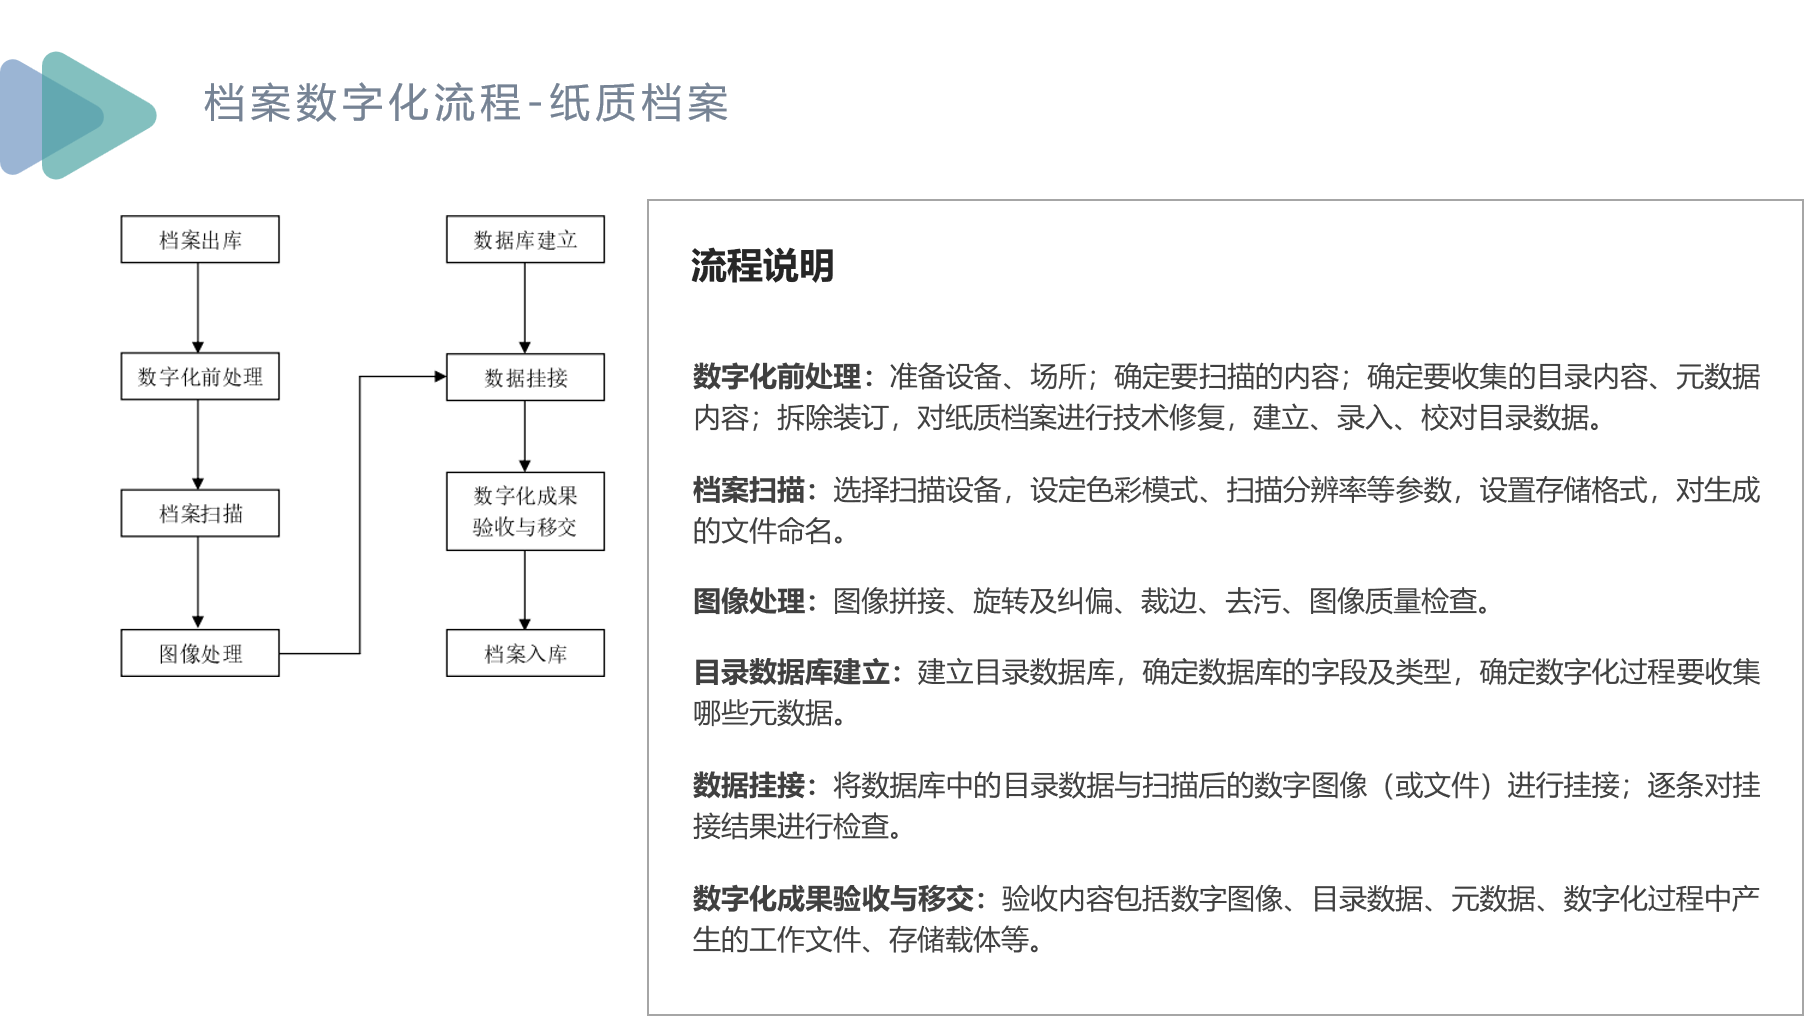 档案数字化流程-纸质档案
档案出库
数字化前处理
档案扫描
图像处理
数据库建立
数据挂接
数字化成果
验收与移交
档案入库
流程说明
数字化前处理：准备设备、场所；确定要扫描的内容；确定要收集的目录内容、元数据
内容；拆除装订，对纸质档案进行技术修复，建立、录入、校对目录数据。
档案扫描：选择扫描设备，设定色彩模式、扫描分辨率等参数，设置存储格式，对生成
的文件命名。
图像处理：图像拼接、旋转及纠偏、裁边、去污、图像质量检查。
目录数据库建立：建立目录数据库，确定数据库的字段及类型，确定数字化过程要收集
哪些元数据。
数据挂接：将数据库中的目录数据与扫描后的数字图像（或文件）进行挂接；逐条对挂
接结果进行检查。
数字化成果验收与移交：验收内容包括数字图像、目录数据、元数据、数字化过程中产
生的工作文件、存储载体等。